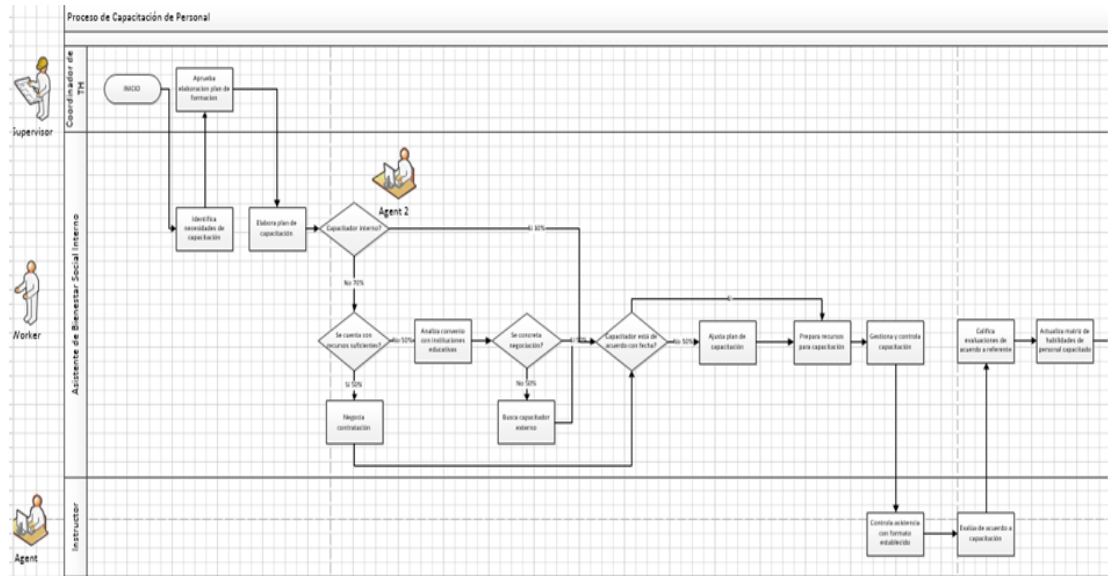 Proceso de Capacitación de Personal
Coordinador de
TH
INICIO
Aprueba
elaboracion plan de
formacion
Supervisor
Asistente de Bienestar Social Interno
Agent 2
Identifica
necesidades de
capacitación
Elabora plan de
capacitación
Capacitador interno?
Si 30%
No 70%
Worker
Se cuenta con
recursos suficientes?
No 50%
Analiza convenio
con instituciones
educativas
Se concreta
negociación?
Si 50%
Capacitador está de
acuerdo con fecha?
Si
No 50%
Ajusta plan de
capacitación
Prepara recursos
para capacitación
Gestiona y controla
capacitación
Califica
evaluaciones de
acuerdo a referente
Actualiza matriz de
habilidades de
personal capacitado
Si 50%
No 50%
Negocia
contratación
Busca capacitador
externo
Instructor
Agent
Controla asistencia
con formato
establecido
Evalúa de acuerdo a
capacitación